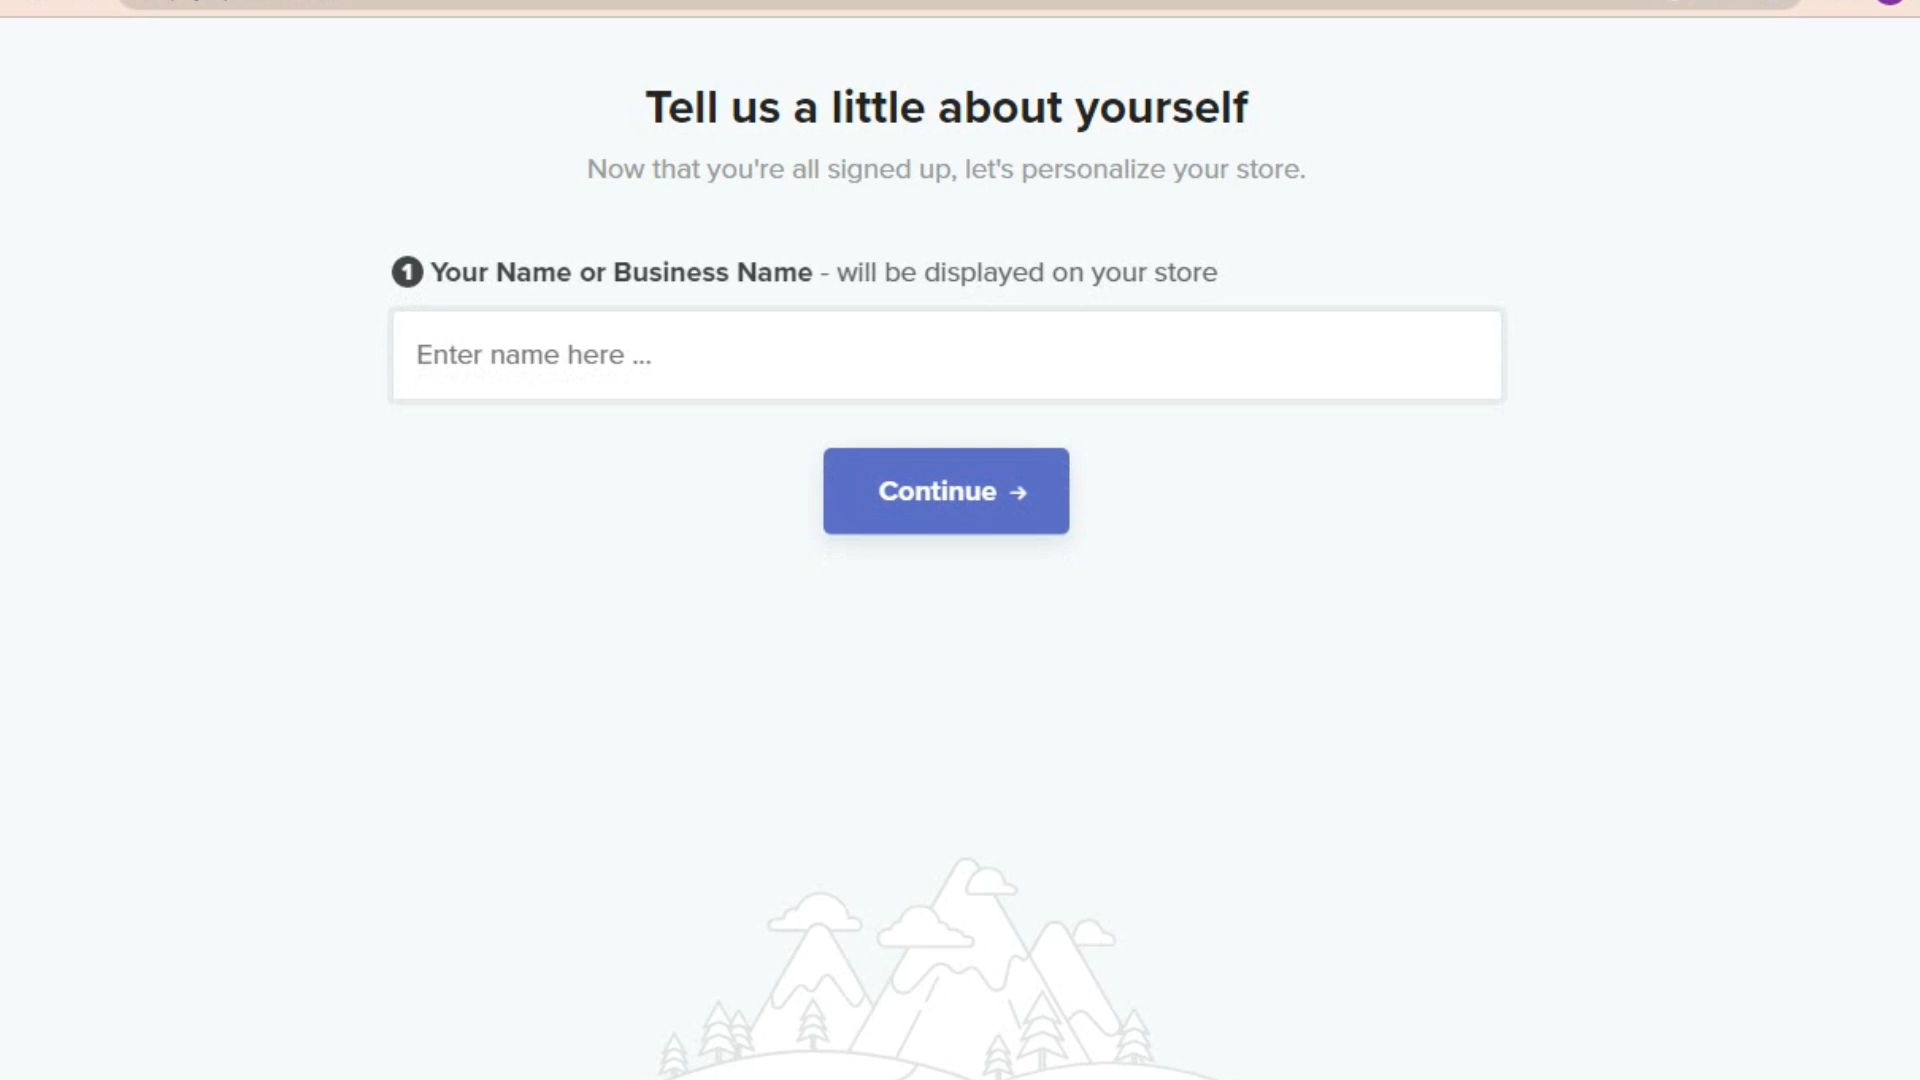 Tell us a little about yourself
Now that you're all signed up, let's personalize your store.
1 Your Name or Business Name - will be displayed on your store
Enter name here ...
Continue →